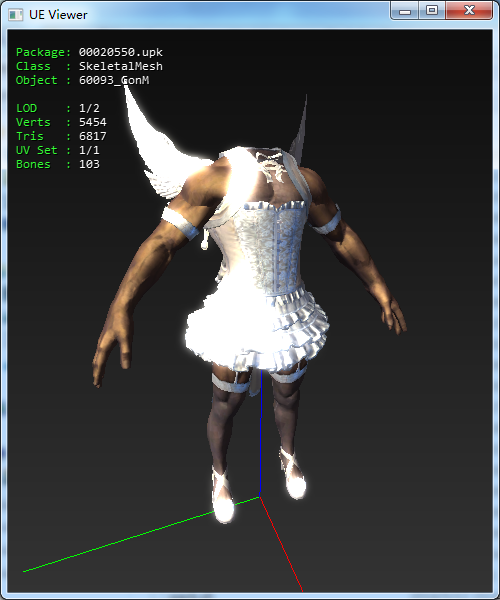 UE Viewer
Package: 00020550.upk
Class  : SkeletalMesh
Object : 60093_GonM
LOD    : 1/2
Verts  : 5454
Tris   : 6817
UV Set : 1/1
Bones  : 103